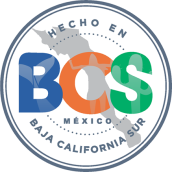 HECHO EN
BCS
MÉXICO
BAJA CALIFORNIA SUR